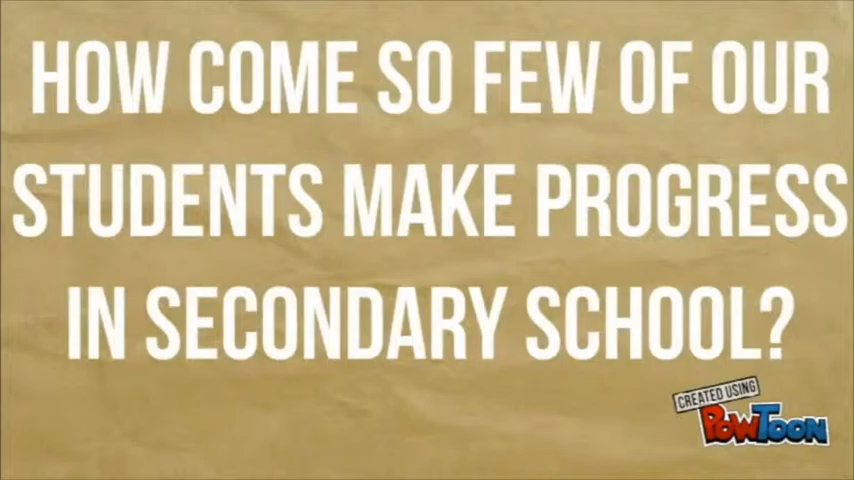 HOW COME SO FEW OF OUR
STUDENTS MAKE PROGRESS
IN SECONDARY SCHOOL?
CREATED USING
POWTOON